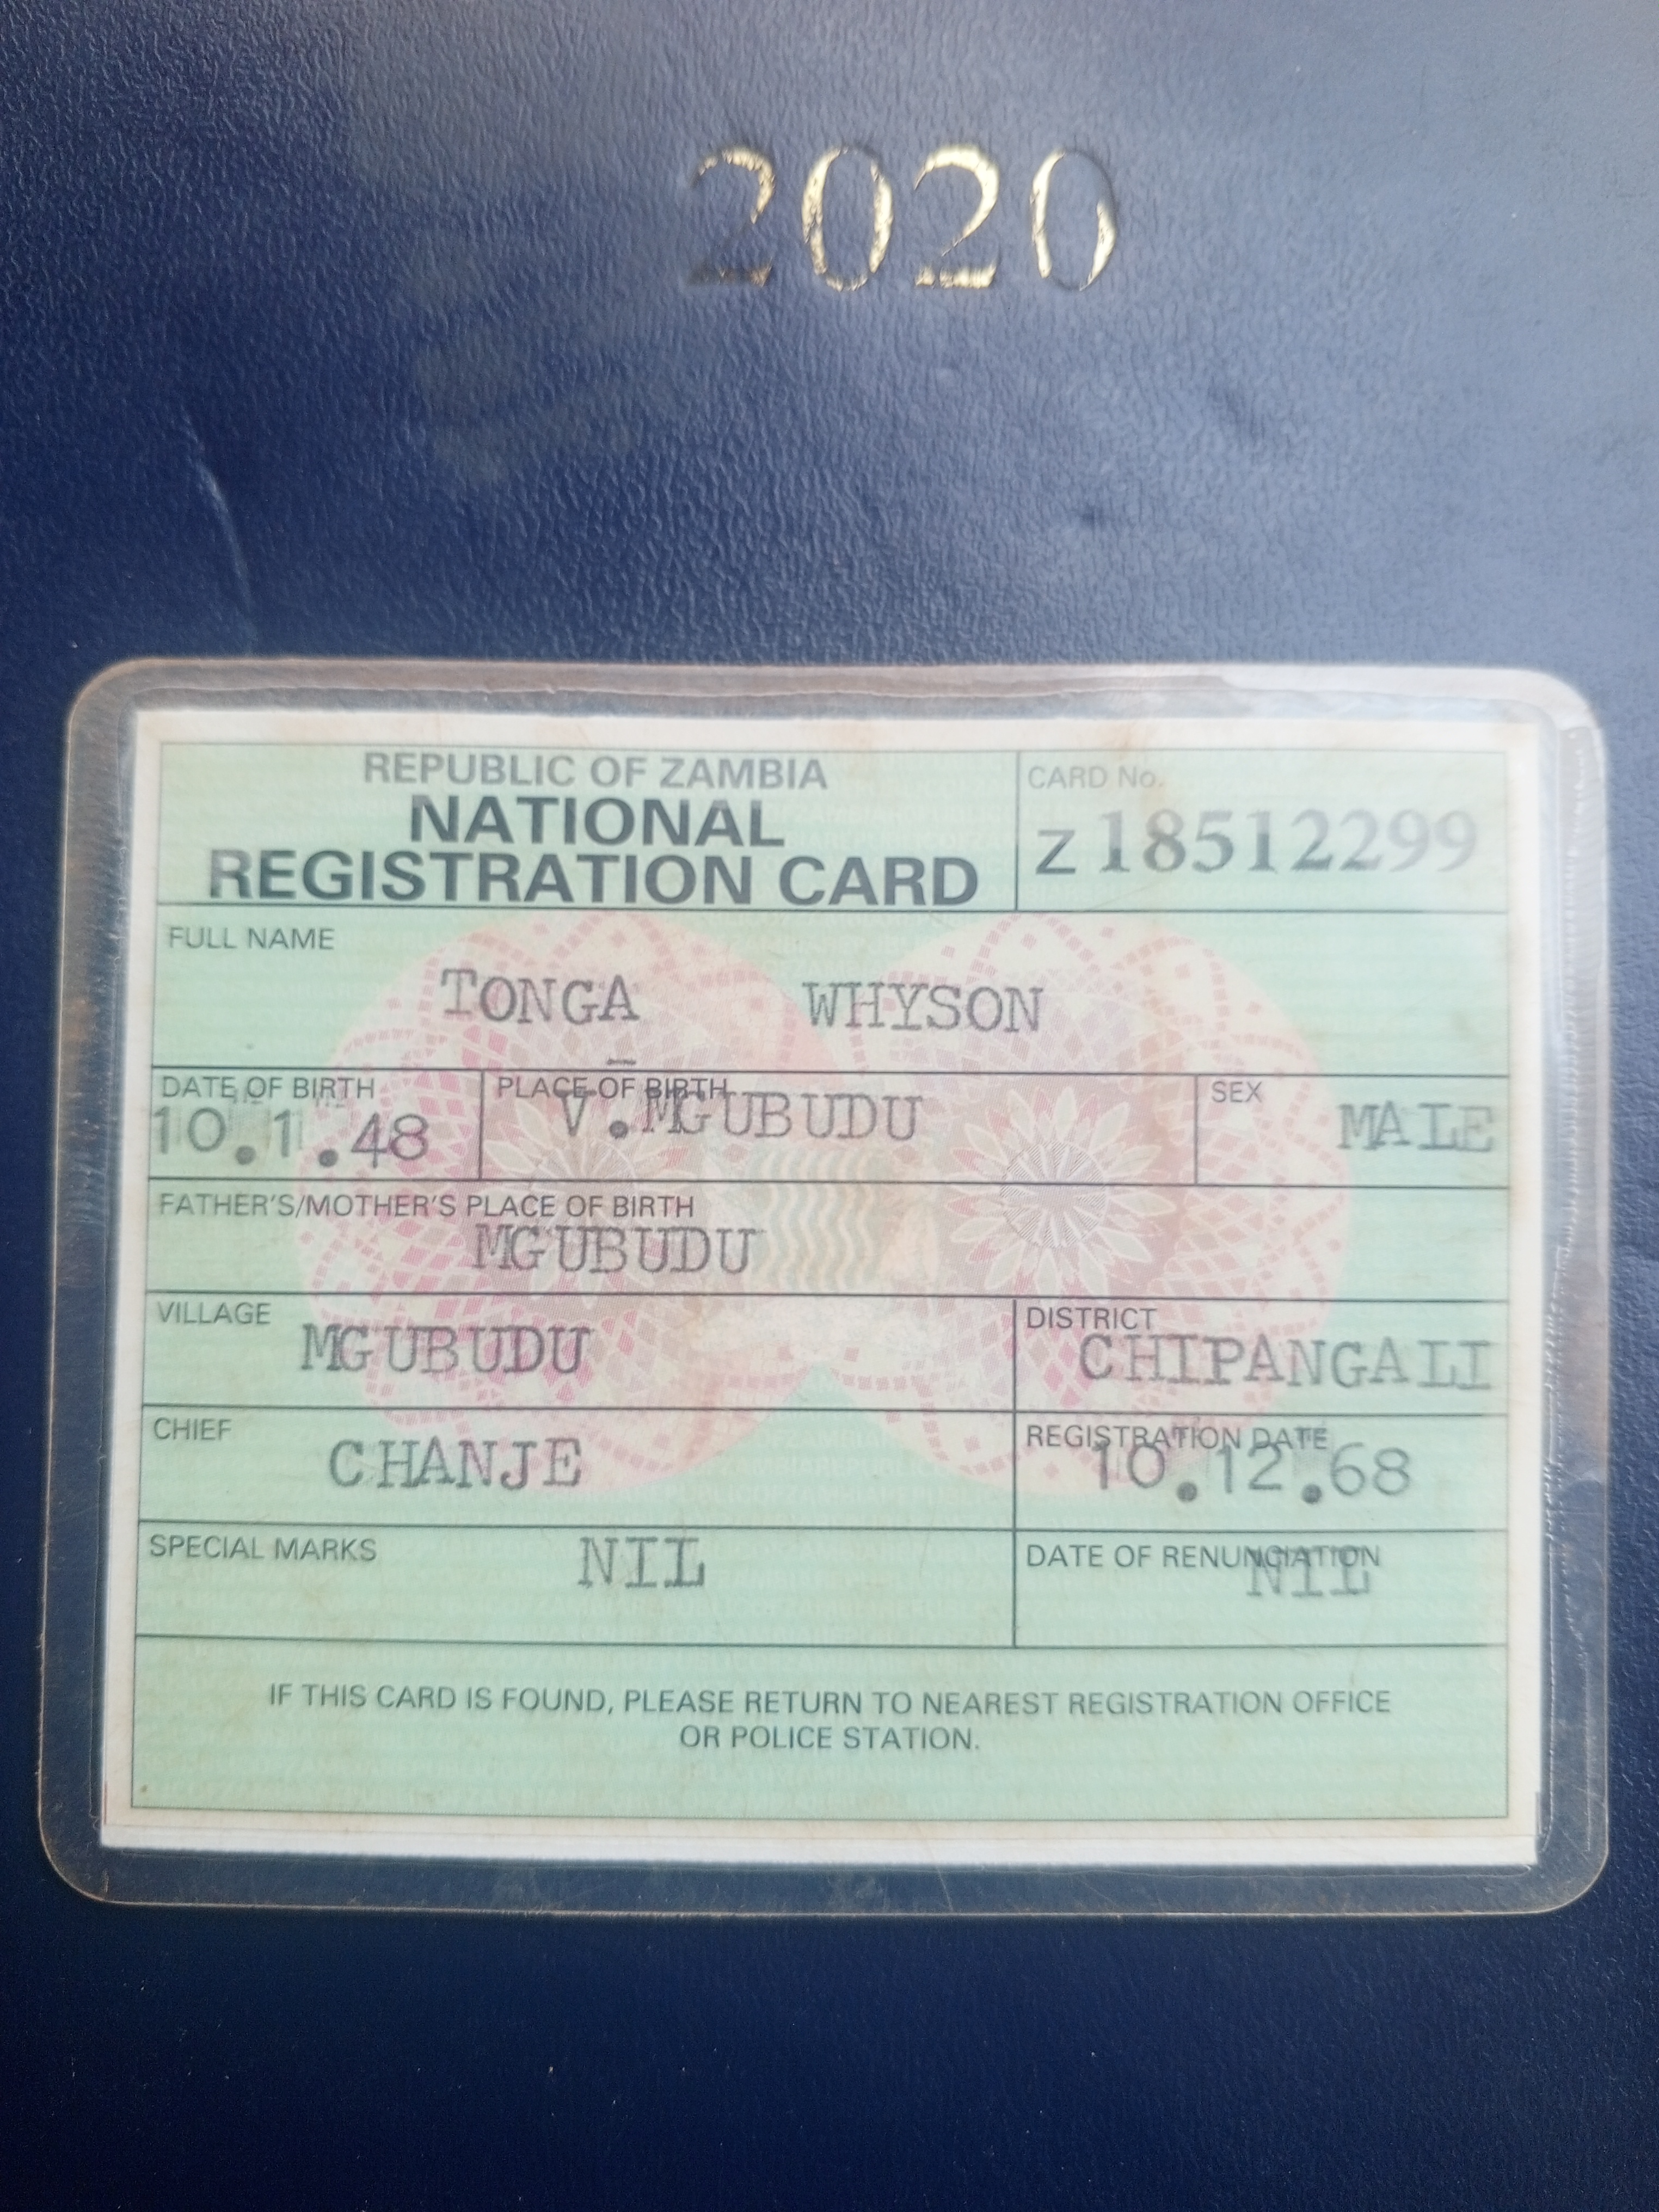 2020
REPUBLIC OF ZAMBIA
NATIONAL
REGISTRATION CARD
CARD No.
Z 18512299
FULL NAME
TONGA WHYSON
DATE OF BIRTH
10.1.48
PLACE OF BIRTH
V.MGUBUDU
SEX
MALE
FATHER'S/MOTHER'S PLACE OF BIRTH
MGUBUDU
VILLAGE
MGUBUDU
DISTRICT
CHIPANGALI
CHIEF
CHANJE
REGISTRATION DATE
10.12.68
SPECIAL MARKS
NIL
DATE OF RENUNCIATION
NIL
IF THIS CARD IS FOUND, PLEASE RETURN TO NEAREST REGISTRATION OFFICE
OR POLICE STATION.